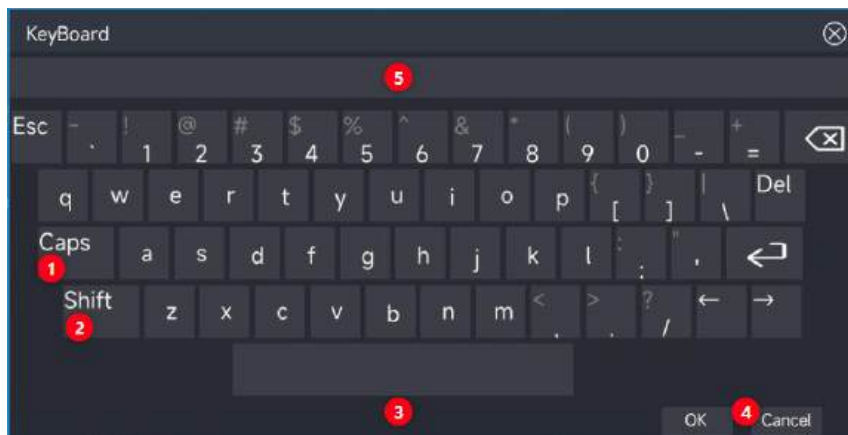 KeyBoard
5
Esc ~ ` ! 1 @ 2 # 3 $ 4 % 5 ^ 6 & 7 * 8 ( 9 ) 0 _ - + =
q w e r t y u i o p { [ } ] | \ Del
Caps a s d f g h j k l : ; " '
1
Shift z x c v b n m < , > . ? / ← →
2
3
OK 4 Cancel